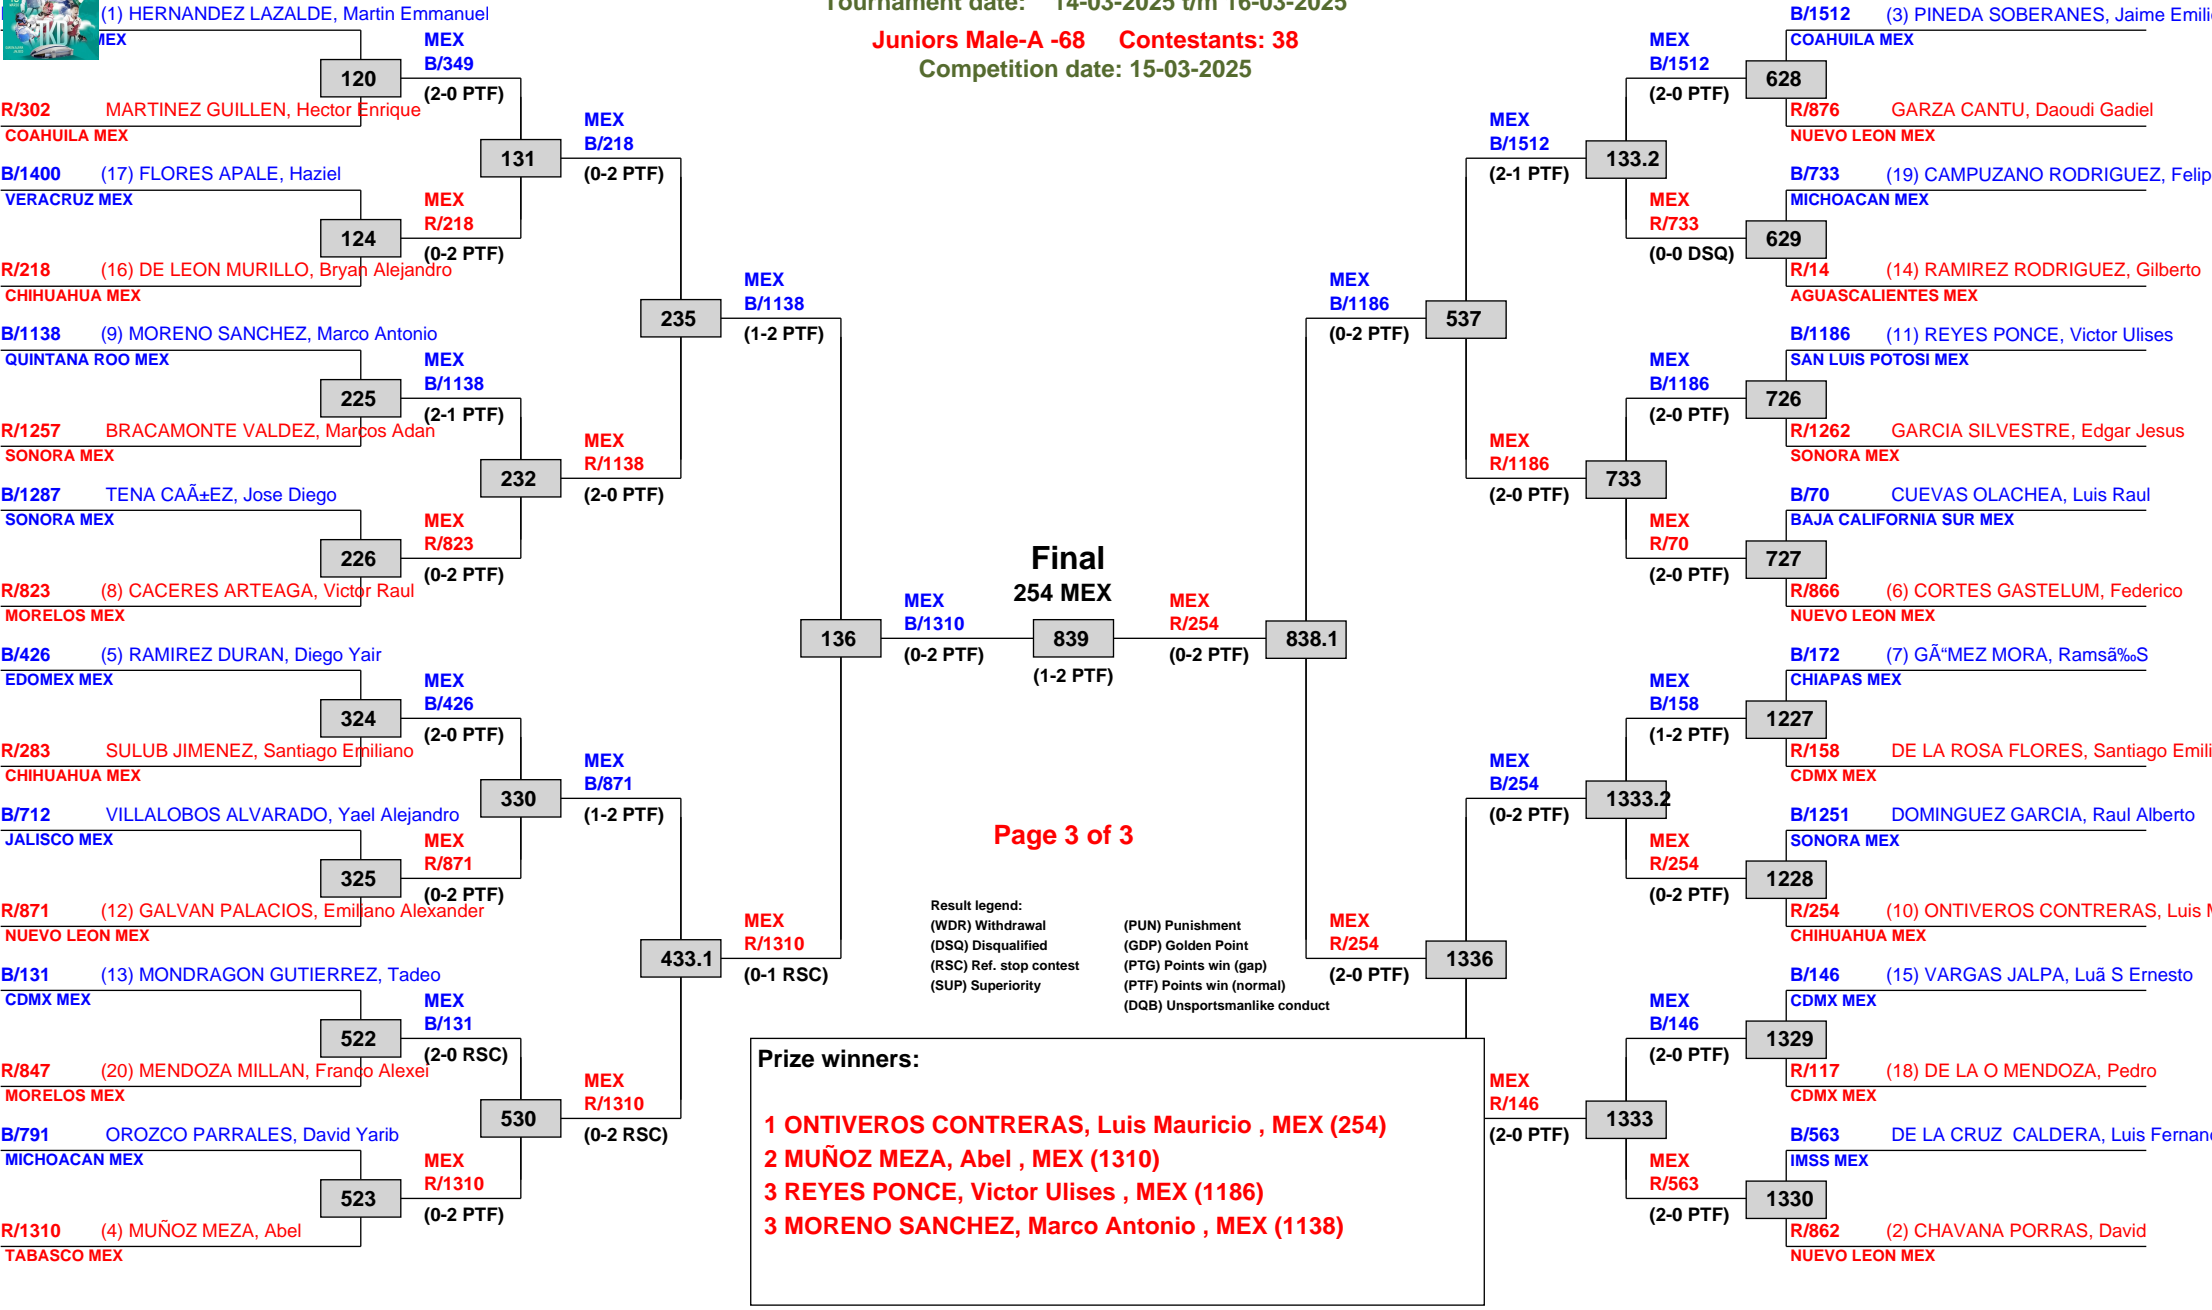 Tournament date: 14-03-2025 t/m 16-03-2025
Juniors Male-A -68 Contestants: 38
Competition date: 15-03-2025
(1) HERNANDEZ LAZALDE, Martin Emmanuel
MEX
R/302 MARTINEZ GUILLEN, Hector Enrique
COAHUILA MEX
B/1400 (17) FLORES APALE, Haziel
VERACRUZ MEX
R/218 (16) DE LEON MURILLO, Bryan Alejandro
CHIHUAHUA MEX
B/1138 (9) MORENO SANCHEZ, Marco Antonio
QUINTANA ROO MEX
R/1257 BRACAMONTE VALDEZ, Marcos Adan
SONORA MEX
B/1287 TENA CAÃ±EZ, Jose Diego
SONORA MEX
R/823 (8) CACERES ARTEAGA, Victor Raul
MORELOS MEX
B/426 (5) RAMIREZ DURAN, Diego Yair
EDOMEX MEX
R/283 SULUB JIMENEZ, Santiago Emiliano
CHIHUAHUA MEX
B/712 VILLALOBOS ALVARADO, Yael Alejandro
JALISCO MEX
R/871 (12) GALVAN PALACIOS, Emiliano Alexander
NUEVO LEON MEX
B/131 (13) MONDRAGON GUTIERREZ, Tadeo
CDMX MEX
R/847 (20) MENDOZA MILLAN, Franco Alexei
MORELOS MEX
B/791 OROZCO PARRALES, David Yarib
MICHOACAN MEX
R/1310 (4) MUÑOZ MEZA, Abel
TABASCO MEX
120
MEX
B/349
(2-0 PTF)
124
MEX
R/218
(0-2 PTF)
225
MEX
B/1138
(2-1 PTF)
226
MEX
R/823
(0-2 PTF)
324
MEX
B/426
(2-0 PTF)
325
MEX
R/871
(0-2 PTF)
522
MEX
B/131
(2-0 RSC)
523
MEX
R/1310
(0-2 PTF)
131
MEX
B/218
(0-2 PTF)
232
MEX
R/1138
(2-0 PTF)
330
MEX
B/871
(1-2 PTF)
530
MEX
R/1310
(0-2 RSC)
235
MEX
B/1138
(1-2 PTF)
433.1
MEX
R/1310
(0-1 RSC)
136
MEX
B/1310
(0-2 PTF)
Final
254 MEX
839
(1-2 PTF)
MEX
R/254
(0-2 PTF)
838.1
MEX
B/1186
(0-2 PTF)
537
MEX
R/254
(2-0 PTF)
1336
MEX
B/1512
(2-1 PTF)
133.2
MEX
R/1186
(2-0 PTF)
733
MEX
B/254
(0-2 PTF)
1333.2
MEX
R/146
(2-0 PTF)
1333
MEX
B/1512
(2-0 PTF)
628
MEX
R/733
(0-0 DSQ)
629
MEX
B/1186
(2-0 PTF)
726
MEX
R/70
(2-0 PTF)
727
MEX
B/158
(1-2 PTF)
1227
MEX
R/254
(0-2 PTF)
1228
MEX
B/146
(2-0 PTF)
1329
MEX
R/563
(2-0 PTF)
1330
B/1512 (3) PINEDA SOBERANES, Jaime Emili
COAHUILA MEX
R/876 GARZA CANTU, Daoudi Gadiel
NUEVO LEON MEX
B/733 (19) CAMPUZANO RODRIGUEZ, Felip
MICHOACAN MEX
R/14 (14) RAMIREZ RODRIGUEZ, Gilberto
AGUASCALIENTES MEX
B/1186 (11) REYES PONCE, Victor Ulises
SAN LUIS POTOSI MEX
R/1262 GARCIA SILVESTRE, Edgar Jesus
SONORA MEX
B/70 CUEVAS OLACHEA, Luis Raul
BAJA CALIFORNIA SUR MEX
R/866 (6) CORTES GASTELUM, Federico
NUEVO LEON MEX
B/172 (7) GÃ“MEZ MORA, Ramsã‰S
CHIAPAS MEX
R/158 DE LA ROSA FLORES, Santiago Emili
CDMX MEX
B/1251 DOMINGUEZ GARCIA, Raul Alberto
SONORA MEX
R/254 (10) ONTIVEROS CONTRERAS, Luis M
CHIHUAHUA MEX
B/146 (15) VARGAS JALPA, Luã S Ernesto
CDMX MEX
R/117 (18) DE LA O MENDOZA, Pedro
CDMX MEX
B/563 DE LA CRUZ CALDERA, Luis Fernan
IMSS MEX
R/862 (2) CHAVANA PORRAS, David
NUEVO LEON MEX
Page 3 of 3
Result legend:
(WDR) Withdrawal
(DSQ) Disqualified
(RSC) Ref. stop contest
(SUP) Superiority
(PUN) Punishment
(GDP) Golden Point
(PTG) Points win (gap)
(PTF) Points win (normal)
(DQB) Unsportsmanlike conduct
Prize winners:
1 ONTIVEROS CONTRERAS, Luis Mauricio , MEX (254)
2 MUÑOZ MEZA, Abel , MEX (1310)
3 REYES PONCE, Victor Ulises , MEX (1186)
3 MORENO SANCHEZ, Marco Antonio , MEX (1138)
TKD